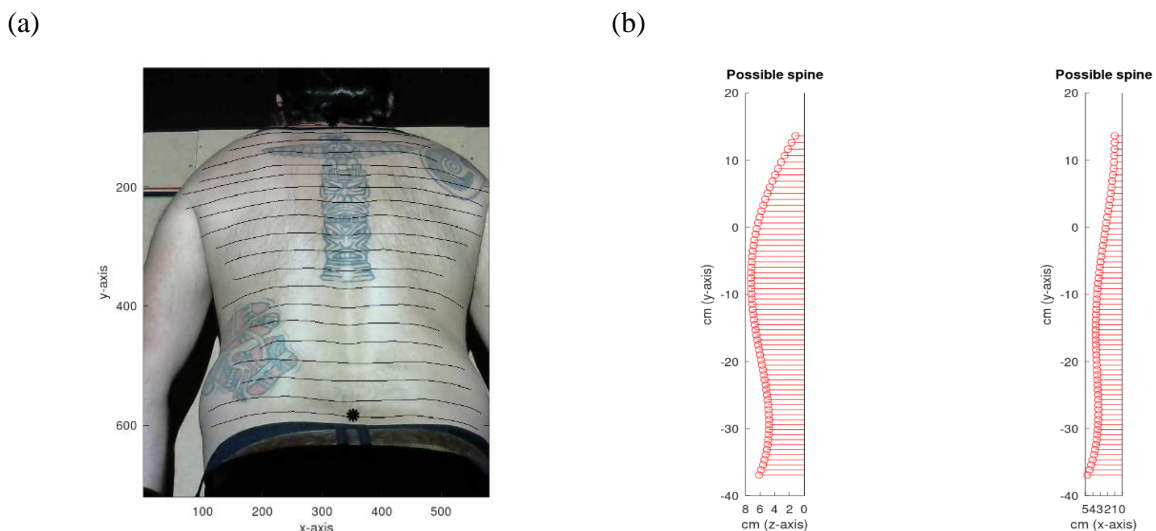 (a)
(b)
200
400
600
y-axis
100 200 300 400 500
x-axis
Possible spine
20
10
0
-10
-20
-30
-40
cm (y-axis)
8 6 4 2 0
cm (z-axis)
Possible spine
20
10
0
-10
-20
-30
-40
cm (y-axis)
543210
cm (x-axis)